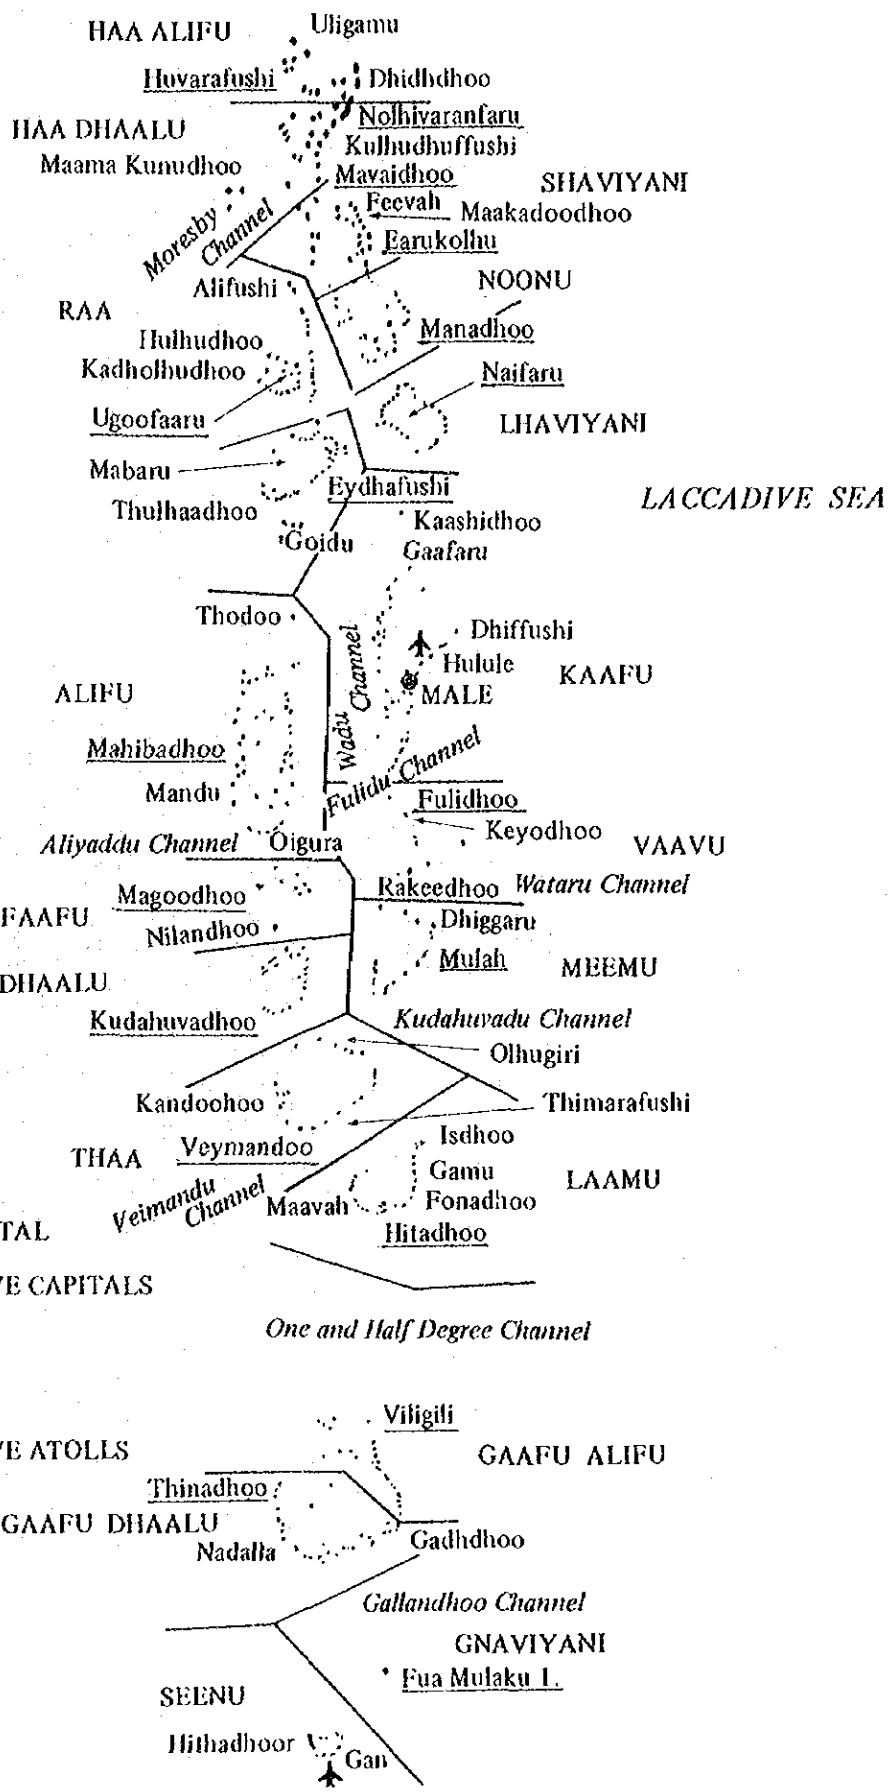 HAA ALIFU
Uligamu
Huvarafushi
Dhidhdhoo
Nolhivaranfaru
HAA DHAALU
Kulhudhuffushi
Maama Kunudhoo
Mavaidhoo
SHAVIYANI
Feevah
Maakadoodhoo
Moresby
Channel
Earukolhu
Alifushi
NOONU
RAA
Hulhudhoo
Manadhoo
Kadholhudhoo
Naifaru
Ugoofaaru
LHAVIYANI
Mabaru
Eydhafushi
LACCADIVE SEA
Thulhaadhoo
Kaashidhoo
Goidu
Gaafaru
Thodoo
Dhiffushi
Hulule
Wadu
Channel
KAAFU
ALIFU
MALE
Mahibadhoo
Mandu
Fulidu Channel
Fulidhoo
Keyodhoo
Aliyaddu Channel
Oigura
VAAVU
Magoodhoo
Rakeedhoo
Wataru Channel
FAAFU
Nilandhoo
Dhiggaru
Mulah
MEEMU
DHAALU
Kudahuvadhoo
Kudahuvadu Channel
Olhugiri
Kandoohoo
Thimarafushi
THAA
Veymandoo
Isdhoo
Gamu
LAAMU
Veimandu
Channel
Maavah
Fonadhoo
Hitadhoo
TAL
VE CAPITALS
One and Half Degree Channel
Viligili
VE ATOLLS
GAAFU ALIFU
Thinadhoo
GAAFU DHAALU
Nadalla
Gadhdhoo
Gallandhoo Channel
GNAVIYANI
Fua Mulaku I.
SEENU
Hithadhoor
Gan